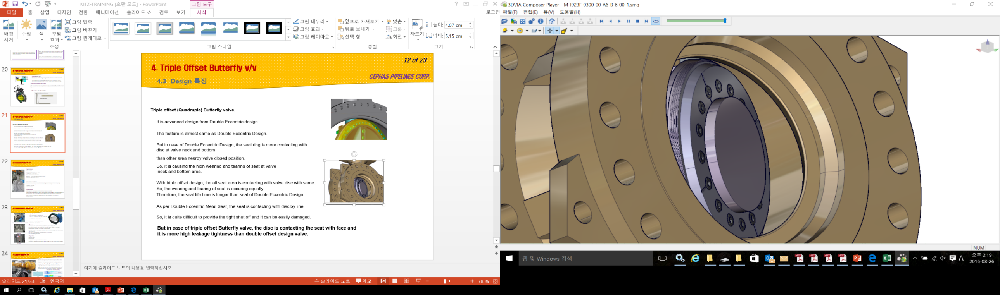 KITZ-TRAINING [호환 모드] - PowerPoint
그림 도구
파일
홈
삽입
디자인
전환
애니메이션
슬라이드 쇼
검토
보기
서식
로그인
배경
제거
수정
색
꾸밈
효과
그림 압축
그림 바꾸기
그림 원래대로
조정
그림 스타일
그림 테두리
그림 효과
그림 레이아웃
앞으로 가져오기
뒤로 보내기
선택 창
맞춤
그룹
회전
정렬
자르기
높이: 4.07 cm
너비: 5.15 cm
크기
20
21
22
23
24
12 of 23
4. Triple Offset Butterfly v/v
CEPHAS PIPELINES CORP.
4.3 Design 특징
Triple offset (Quadruple) Butterfly valve.
It is advanced design from Double Eccentric design.
The feature is almost same as Double Eccentric Design.
But in case of Double Eccentric Design, the seat ring is more contacting with
disc at valve neck and bottom
than other area nearby valve closed position.
So, it is causing the high wearing and tearing of seat at valve
neck and bottom area.
With triple offset design, the all seat area is contacting with valve disc with same.
So, the wearing and tearing of seat is occuring equally.
Therefore, the seat life time is longer than seat of Double Eccentric Design.
As per Double Eccentric Metal Seat, the seat is contacting with disc by line.
So, it is quite difficult to provide the tight shut off and it can be easily damaged.
But in case of triple offset Butterfly valve, the disc is contacting the seat with face and
it is more high leakage tightness than double offset design valve.
여기에 슬라이드 노트의 내용을 입력하십시오
슬라이드 21/33
한국어
슬라이드 노트
메모
78 %
3DVIA Composer Player - M-I923F-0300-00-A6-B-6-00_1.smg
파일(F)
편집(E)
뷰(V)
도움말(H)
NUM
웹 및 Windows 검색
A
오후 2:19
2016-08-26